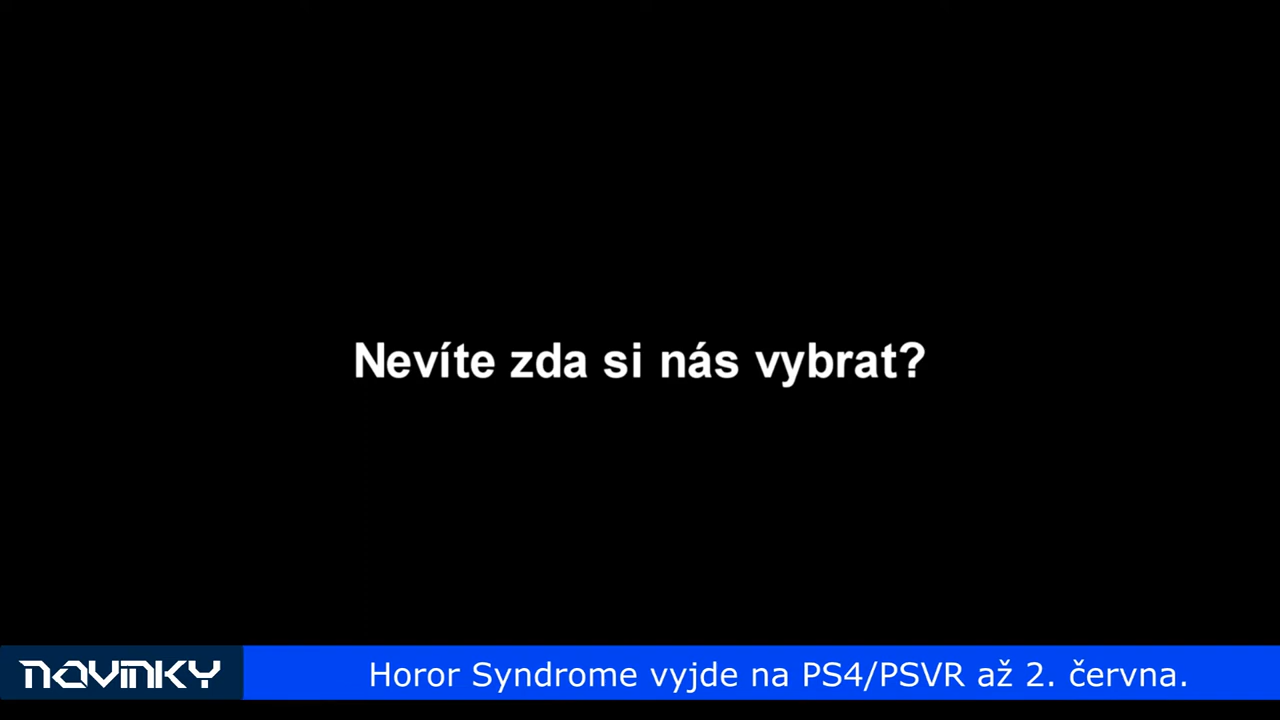 Nevíte zda si nás vybrat?
NOVINKY
Horor Syndrome vyjde na PS4/PSVR až 2. června.